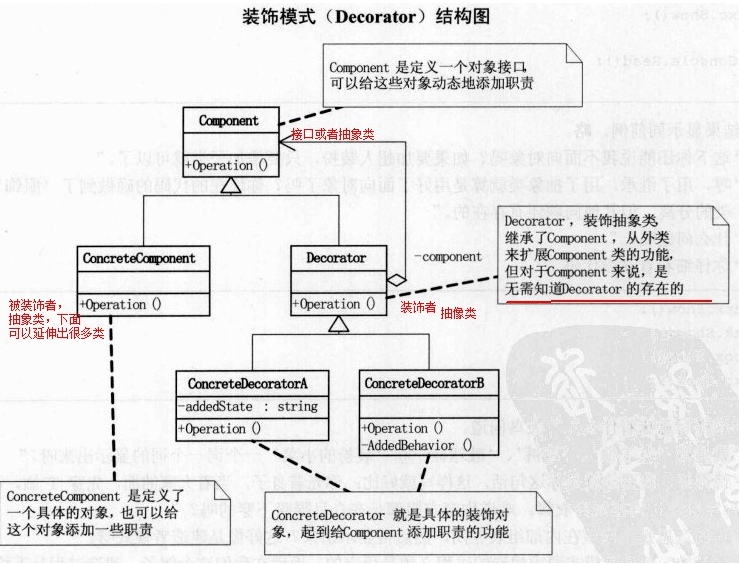 装饰模式（Decorator）结构图
Component 是定义一个对象接口，
可以给这些对象动态地添加职责
Component
接口或者抽象类
+Operation ()
ConcreteComponent
+Operation ()
Decorator
+Operation ()
-component
Decorator，装饰抽象类，
继承了Component，从外类
来扩展Component 类的功能，
但对于Component 来说，是
无需知道Decorator 的存在的
被装饰者，
抽象类，下面
可以延伸出很多类
装饰者
抽像类
ConcreteDecoratorA
-addedState : string
+Operation ()
ConcreteDecoratorB
+Operation ()
-AddedBehavior ()
ConcreteComponent 是定义了
一个具体的对象，也可以给
这个对象添加一些职责
ConcreteDecorator 就是具体的装饰对
象，起到给Component 添加职责的功能